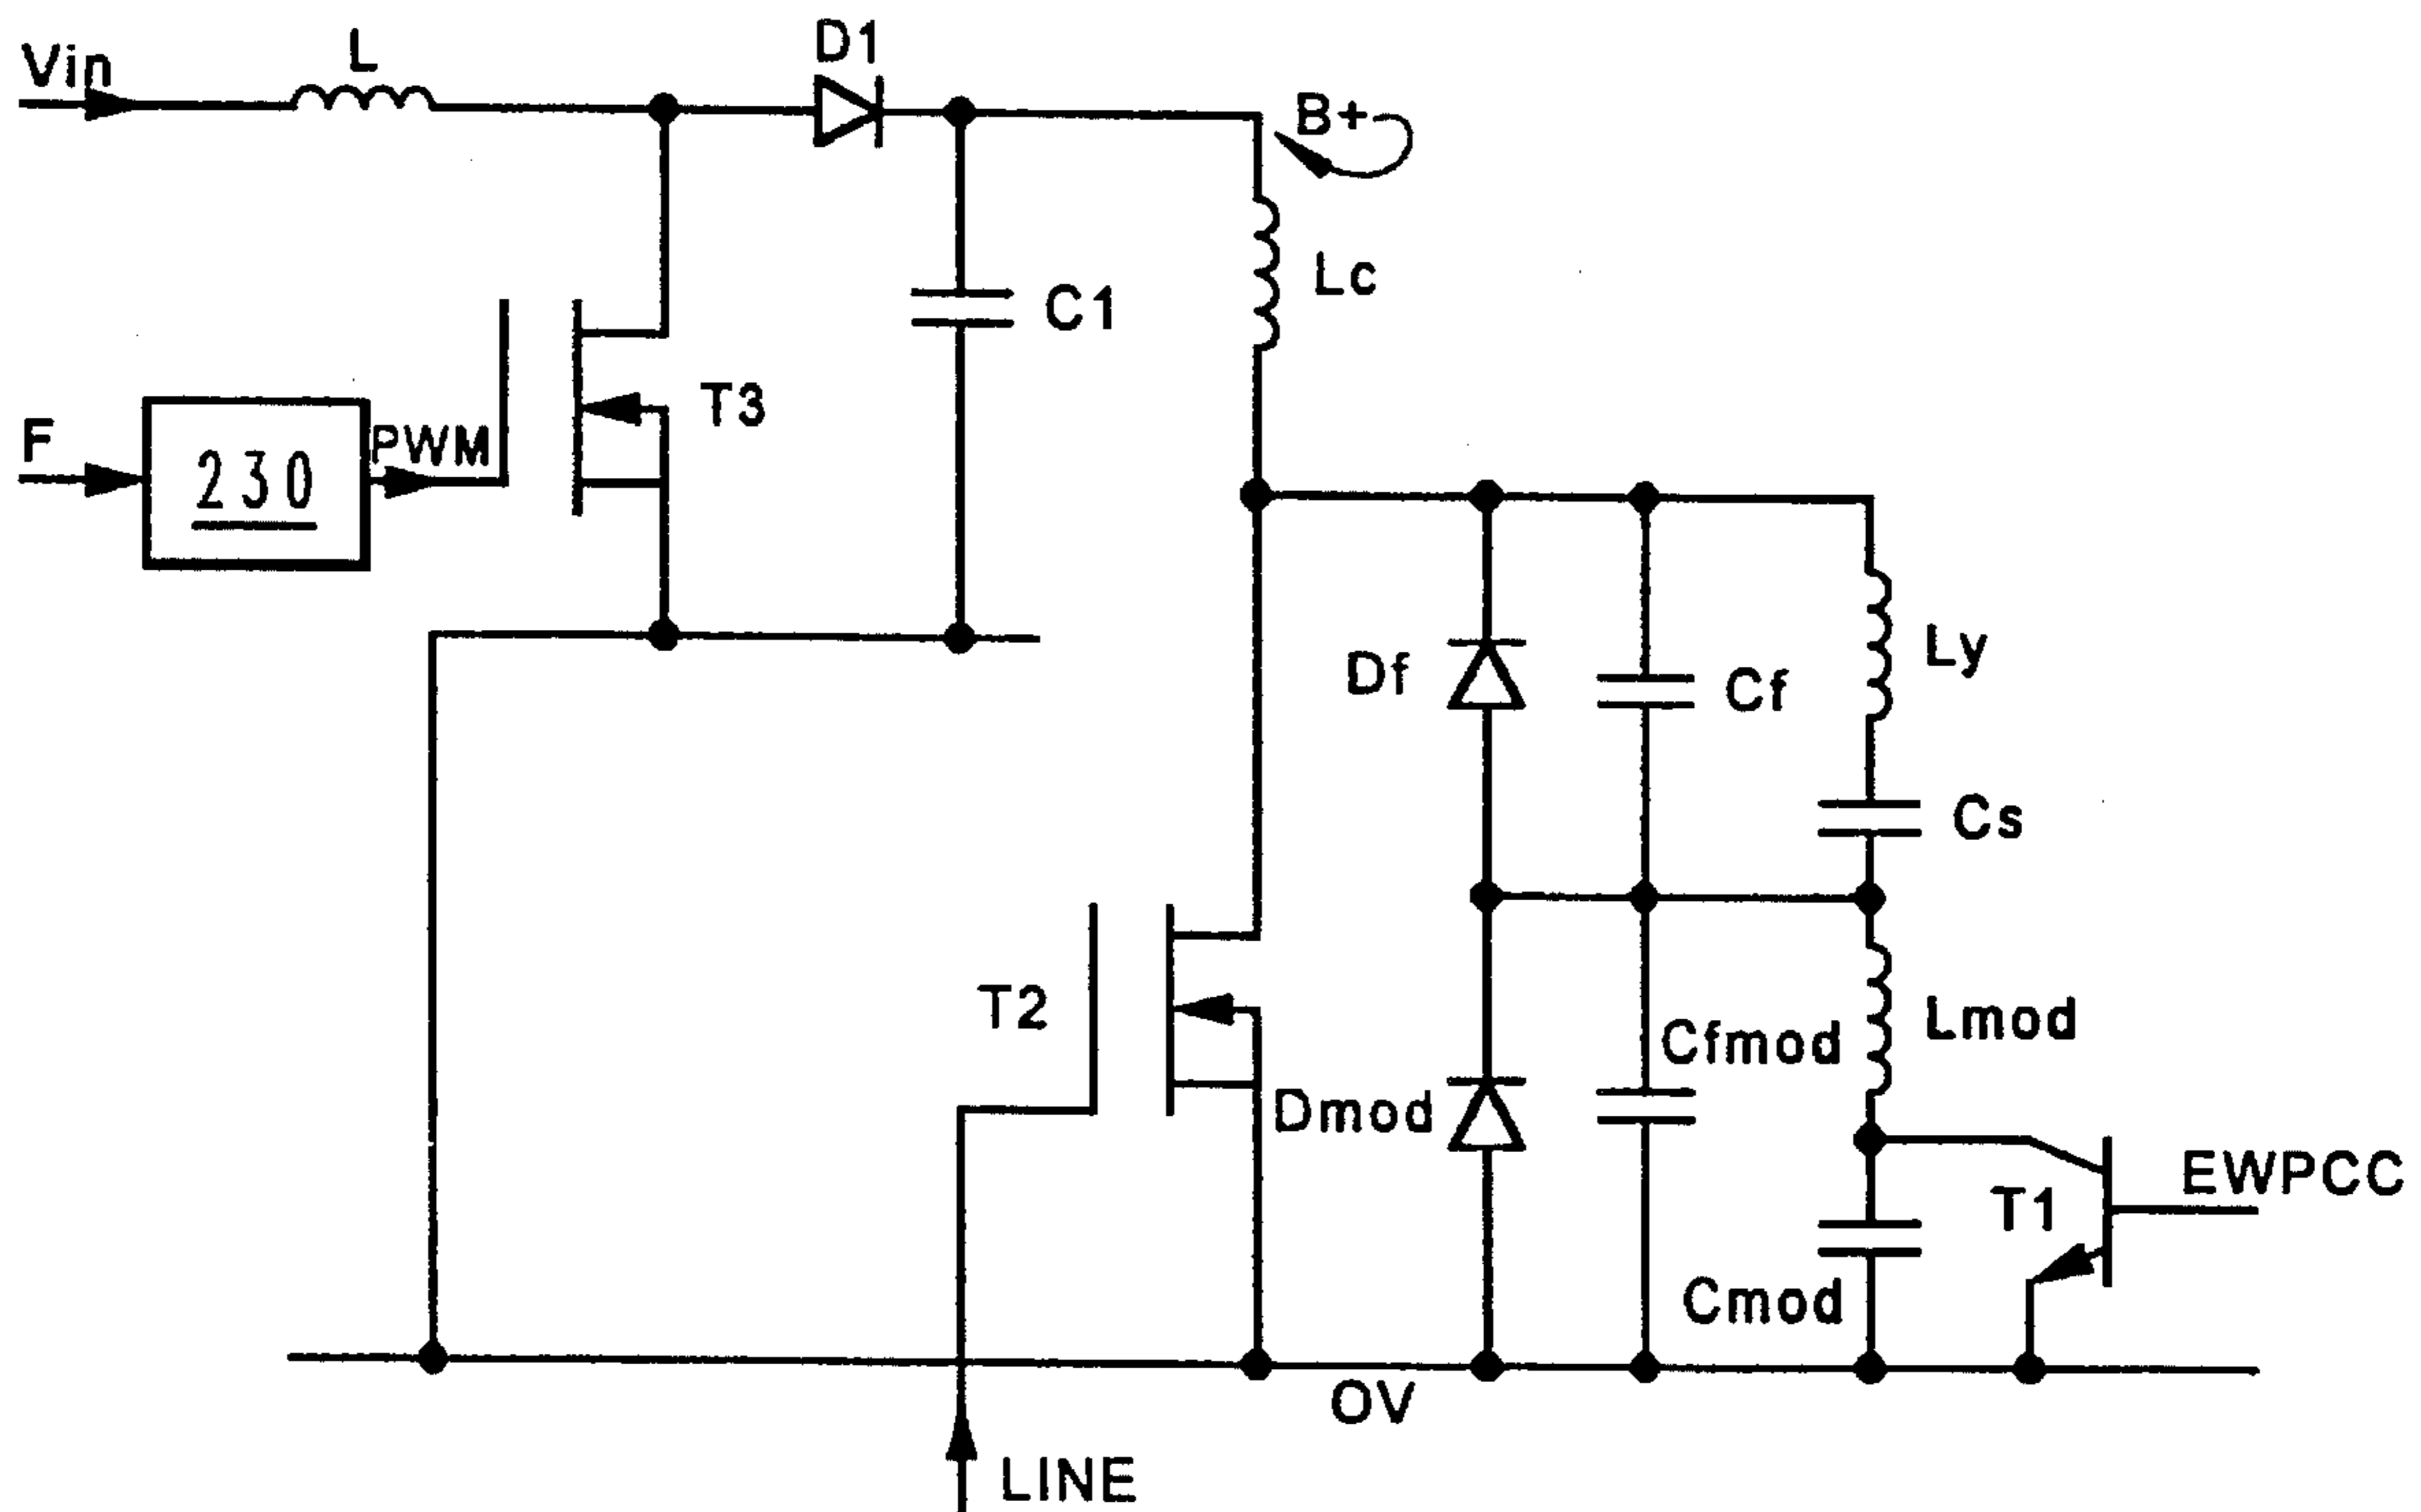 Vin
L
D1
B+
Lc
C1
T3
F
230
PWM
Df
Cf
Ly
Cs
T2
Dmod
Cfmod
Lmod
EWPCC
T1
Cmod
OV
LINE